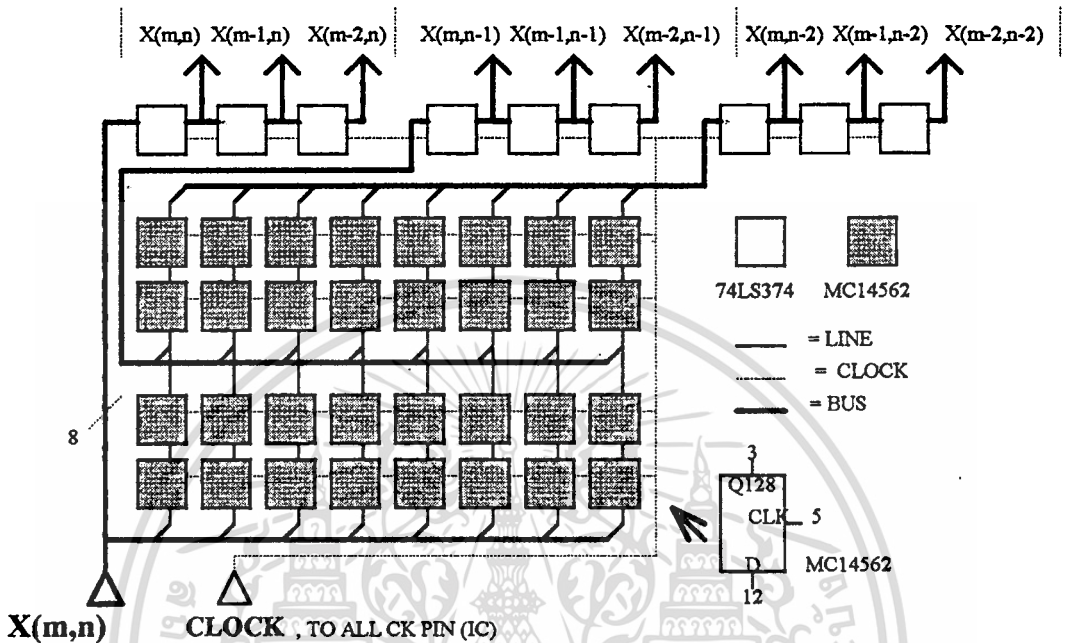 X(m,n) X(m-1,n) X(m-2,n) X(m,n-1) X(m-1,n-1) X(m-2,n-1) X(m,n-2) X(m-1,n-2) X(m-2,n-2)
74LS374 MC14562
= LINE
= CLOCK
= BUS
8
3
Q128
CLK 5
D MC14562
12
X(m,n) CLOCK , TO ALL CK PIN (IC)